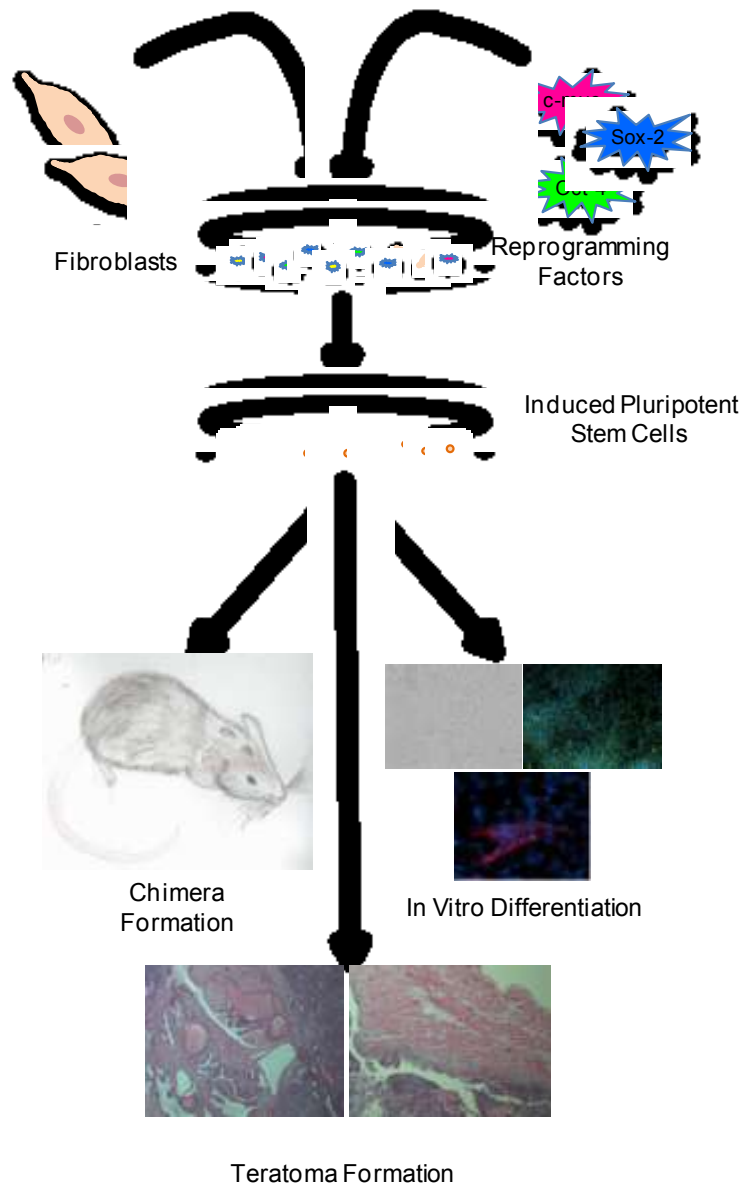 Sox-2
Fibroblasts
Reprogramming
Factors
Induced Pluripotent
Stem Cells
Chimera
Formation
In Vitro Differentiation
Teratoma Formation